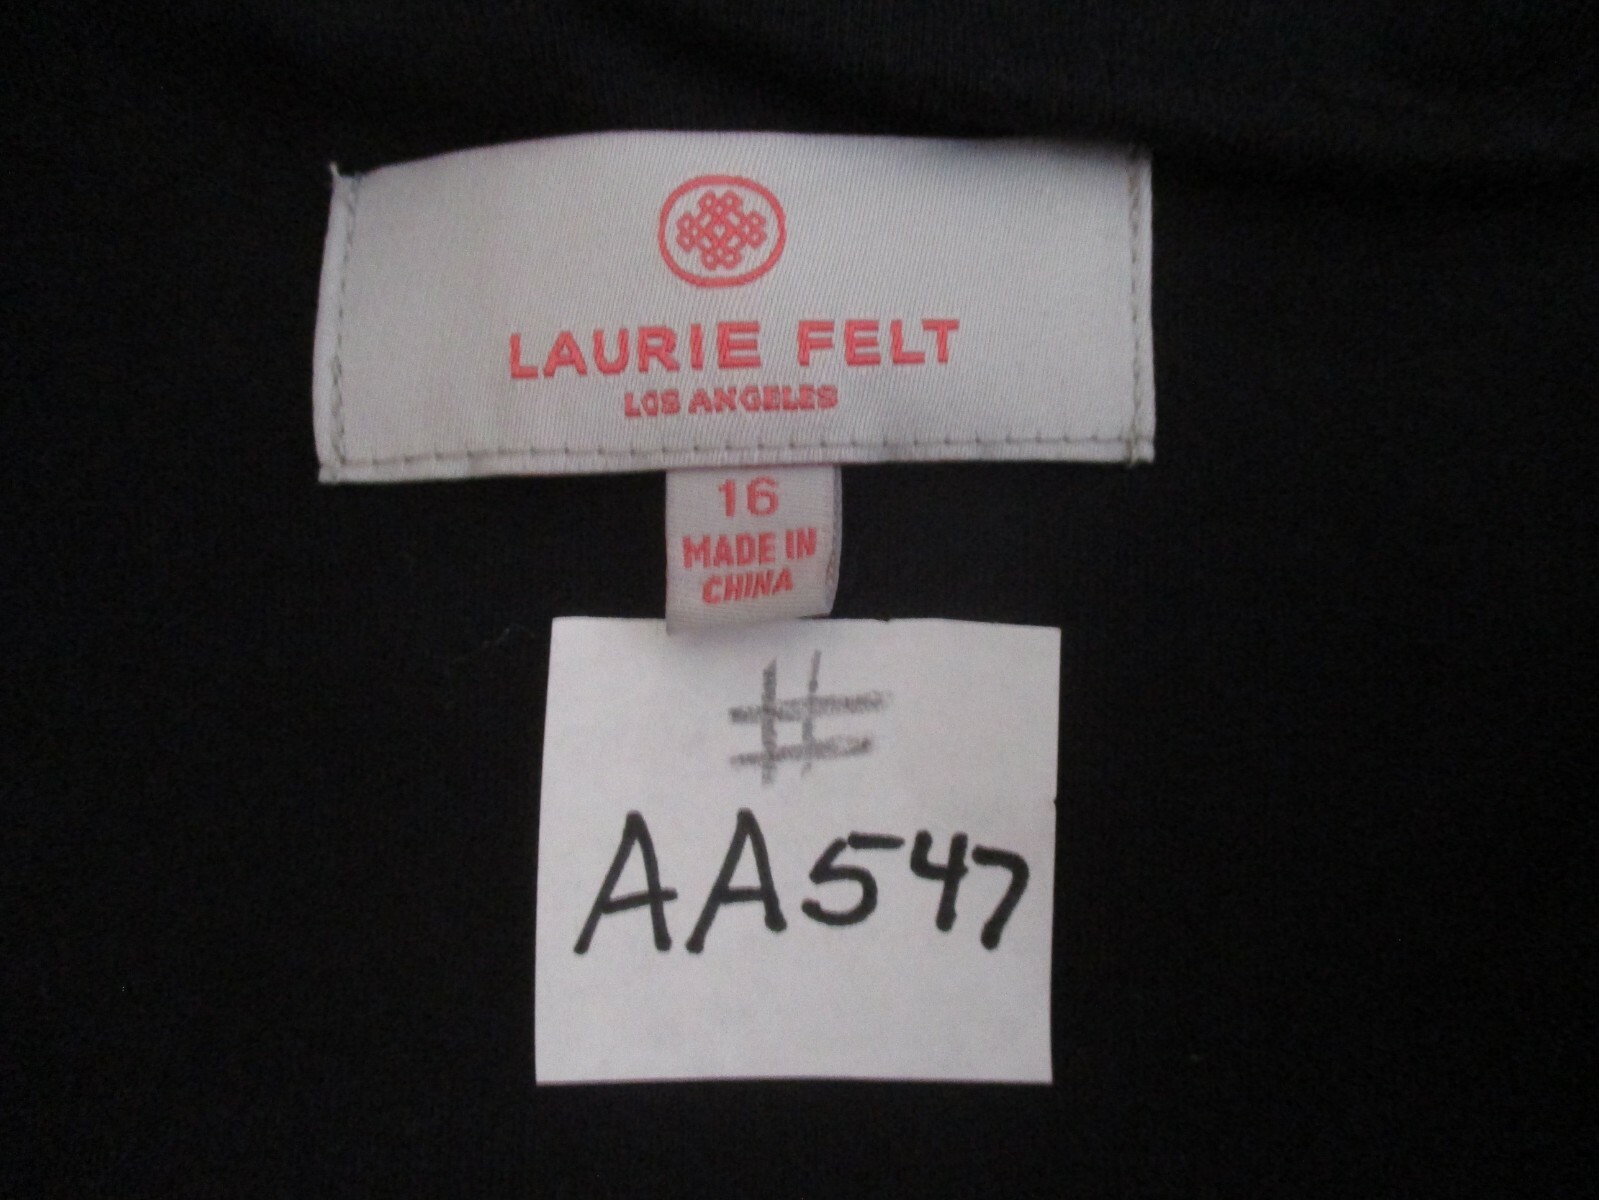 LAURIE FELT
LOS ANGELES
16
MADE IN
CHINA
#
AA547